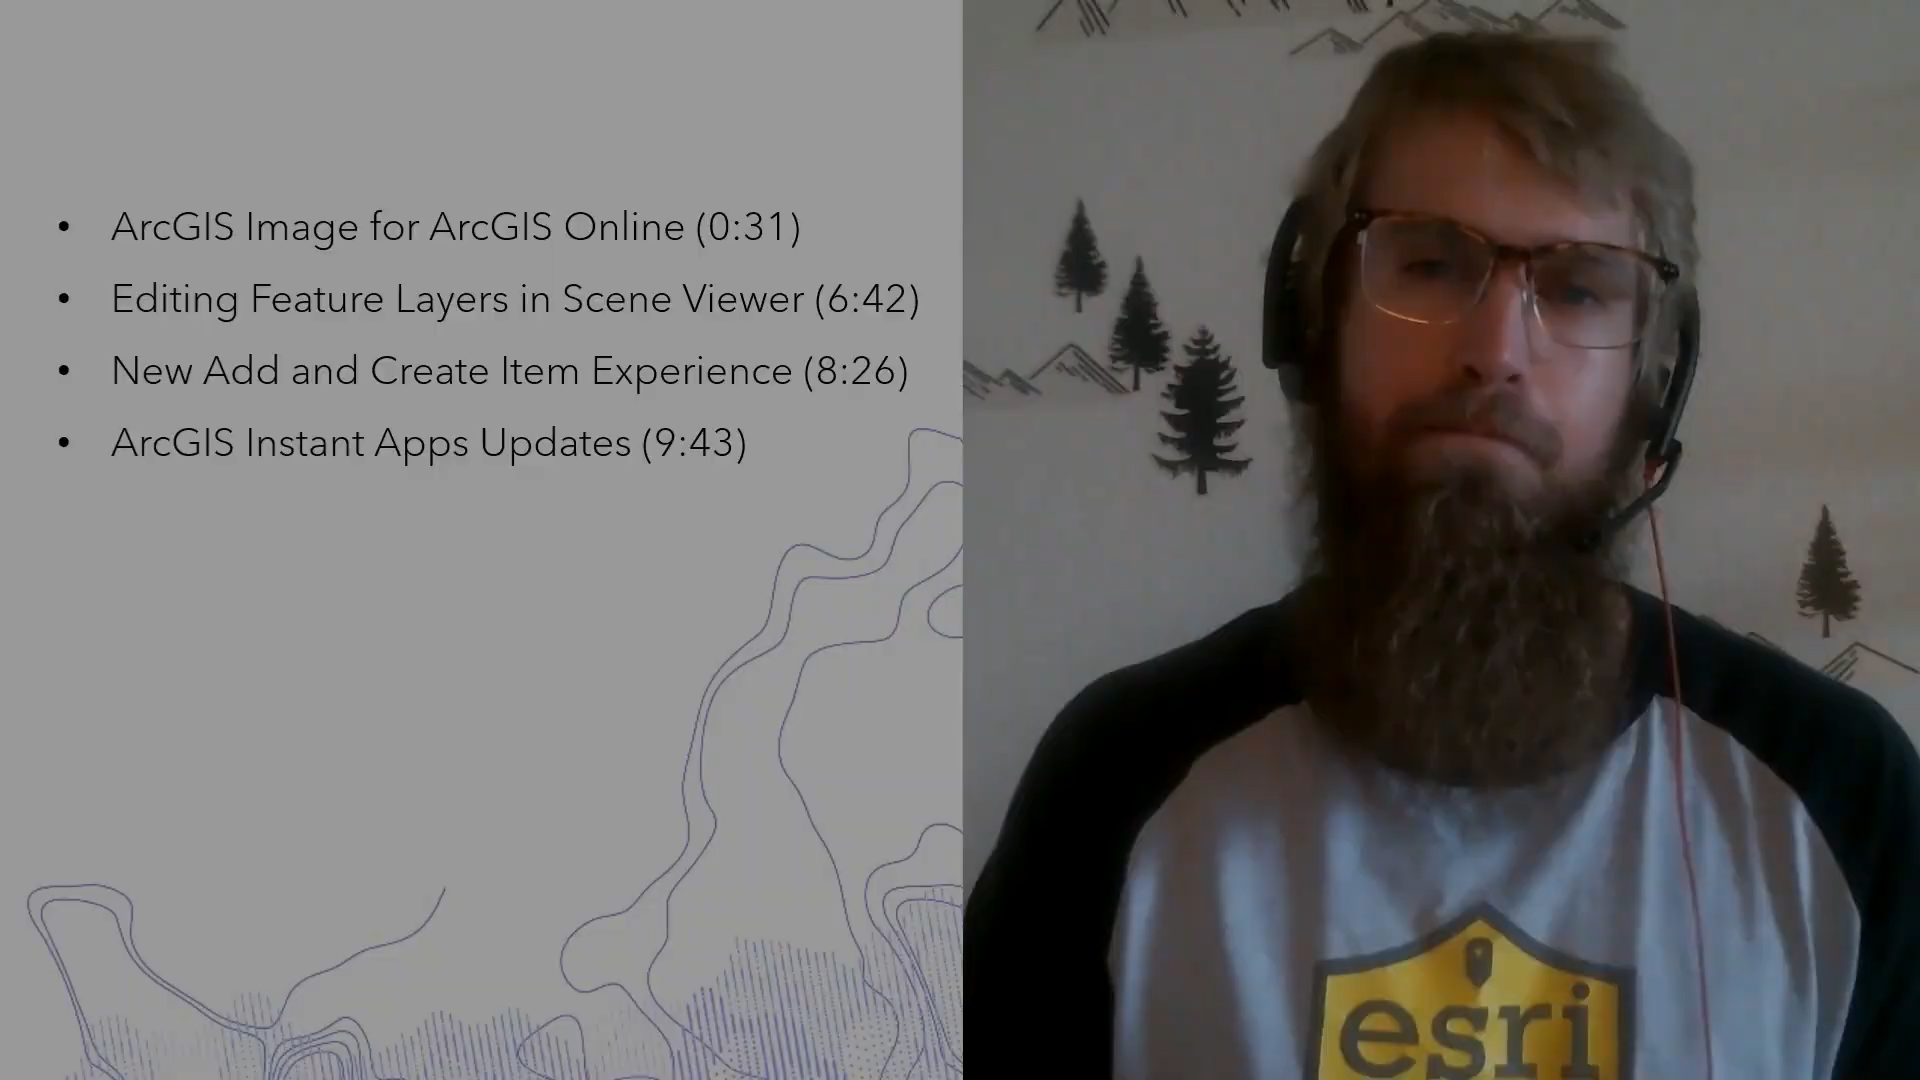 • ArcGIS Image for ArcGIS Online (0:31)
• Editing Feature Layers in Scene Viewer (6:42)
• New Add and Create Item Experience (8:26)
• ArcGIS Instant Apps Updates (9:43)
esri